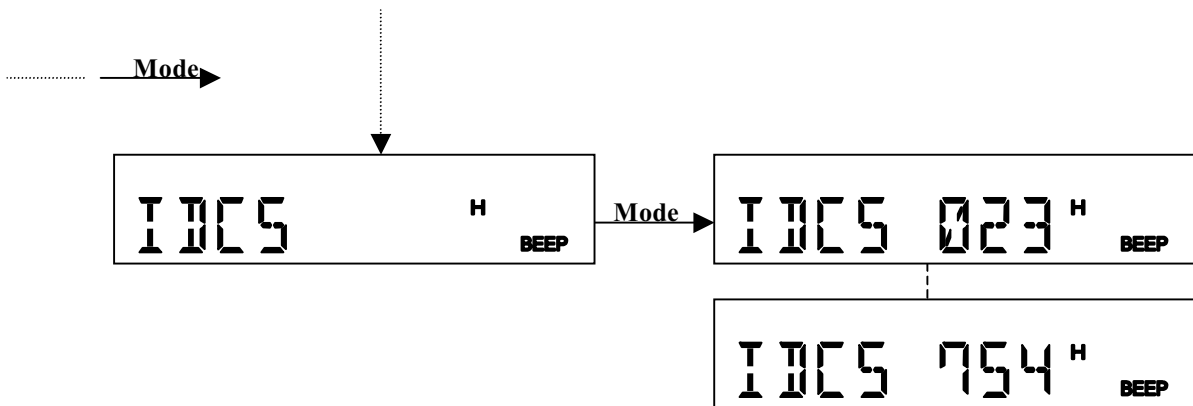 Mode
IDCS H BEEP
Mode
IDCS 023 H BEEP
IDCS 754 H BEEP